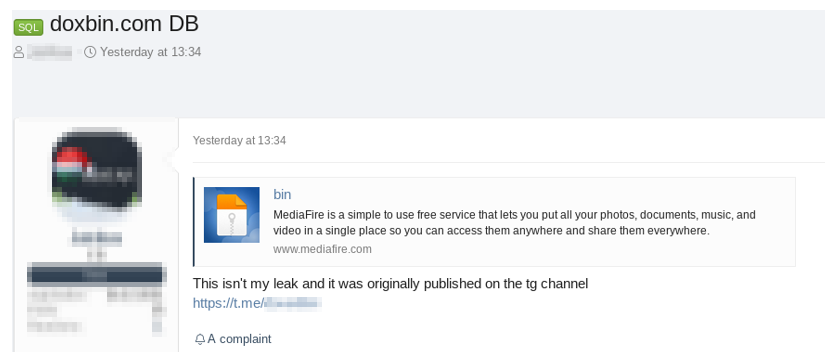 SQL doxbin.com DB
Yesterday at 13:34
Yesterday at 13:34
bin
MediaFire is a simple to use free service that lets you put all your photos, documents, music, and
video in a single place so you can access them anywhere and share them everywhere.
www.mediafire.com
This isn't my leak and it was originally published on the tg channel
https://t.me/
A complaint